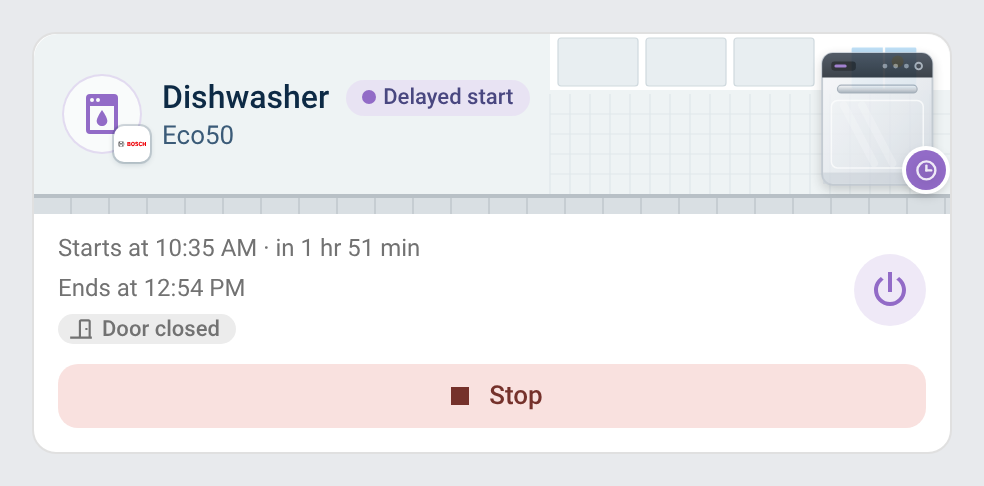 Dishwasher
Delayed start
Eco50
BOSCH
Starts at 10:35 AM · in 1 hr 51 min
Ends at 12:54 PM
Door closed
Stop